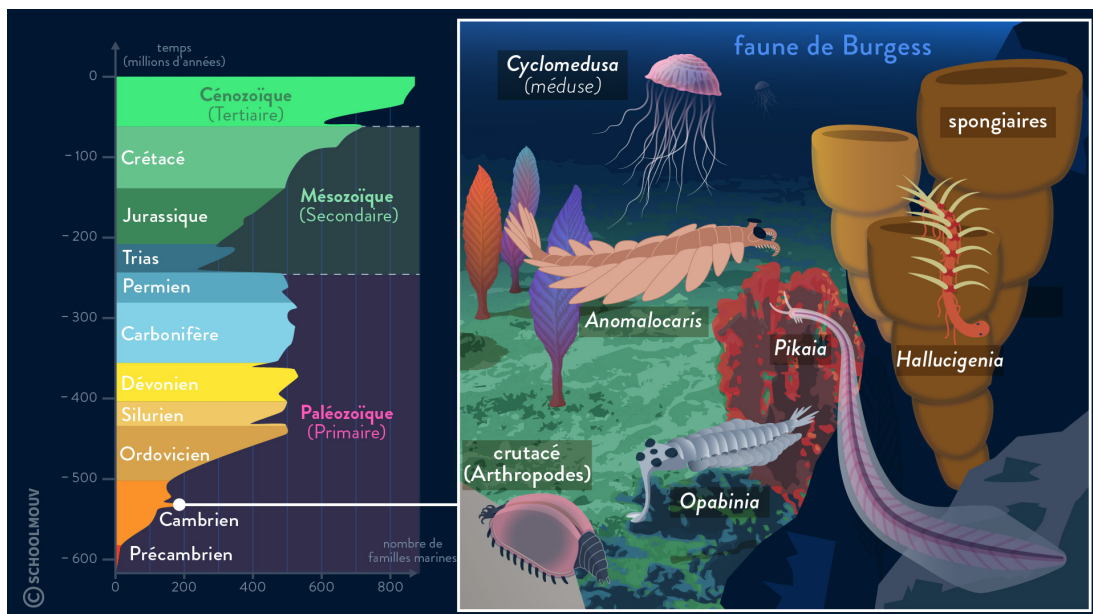 temps
(millions d'années)
0
Cénozoïque
(Tertiaire)
Crétacé
- 100
Mésozoïque
(Secondaire)
Jurassique
- 200
Trias
Permien
- 300
Carbonifère
Dévonien
- 400
Silurien
Paléozoïque
(Primaire)
Ordovicien
- 500
Cambrien
Précambrien
- 600
nombre de
familles marines
0
200
400
600
800
© SCHOOLMOUV
faune de Burgess
Cyclomedusa
(méduse)
spongiaires
Anomalocaris
Pikaia
Hallucigenia
crutacé
(Arthropodes)
Opabinia